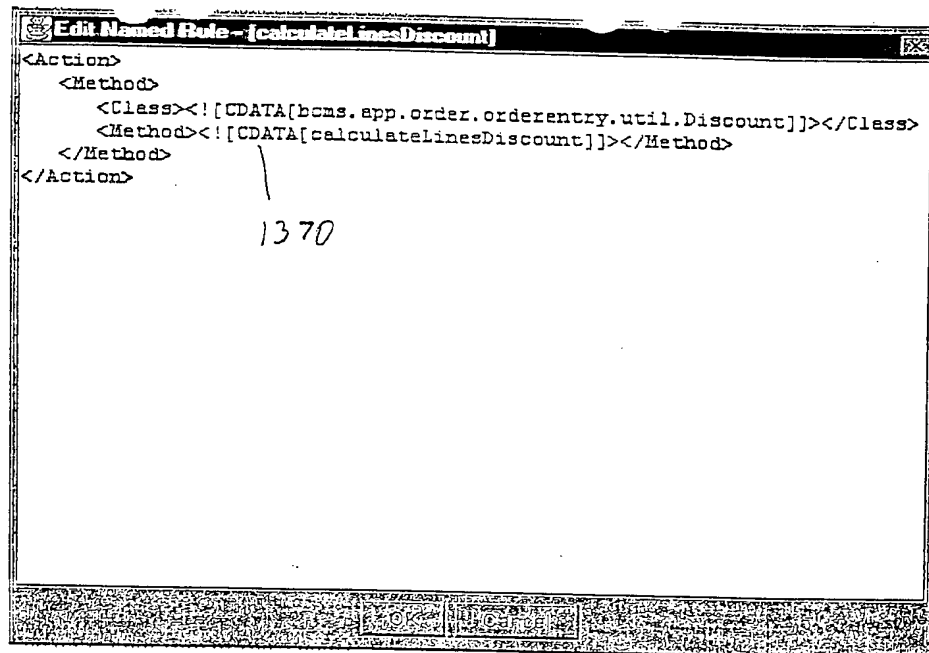 Edit Named Rule - [calculateLinesDiscount]
<Action>
<Method>
<Class><![CDATA[bcms.app.order.orderentry.util.Discount]]></Class>
<Method><![CDATA[calculateLinesDiscount]]></Method>
</Method>
</Action>
1370
OK Cancel